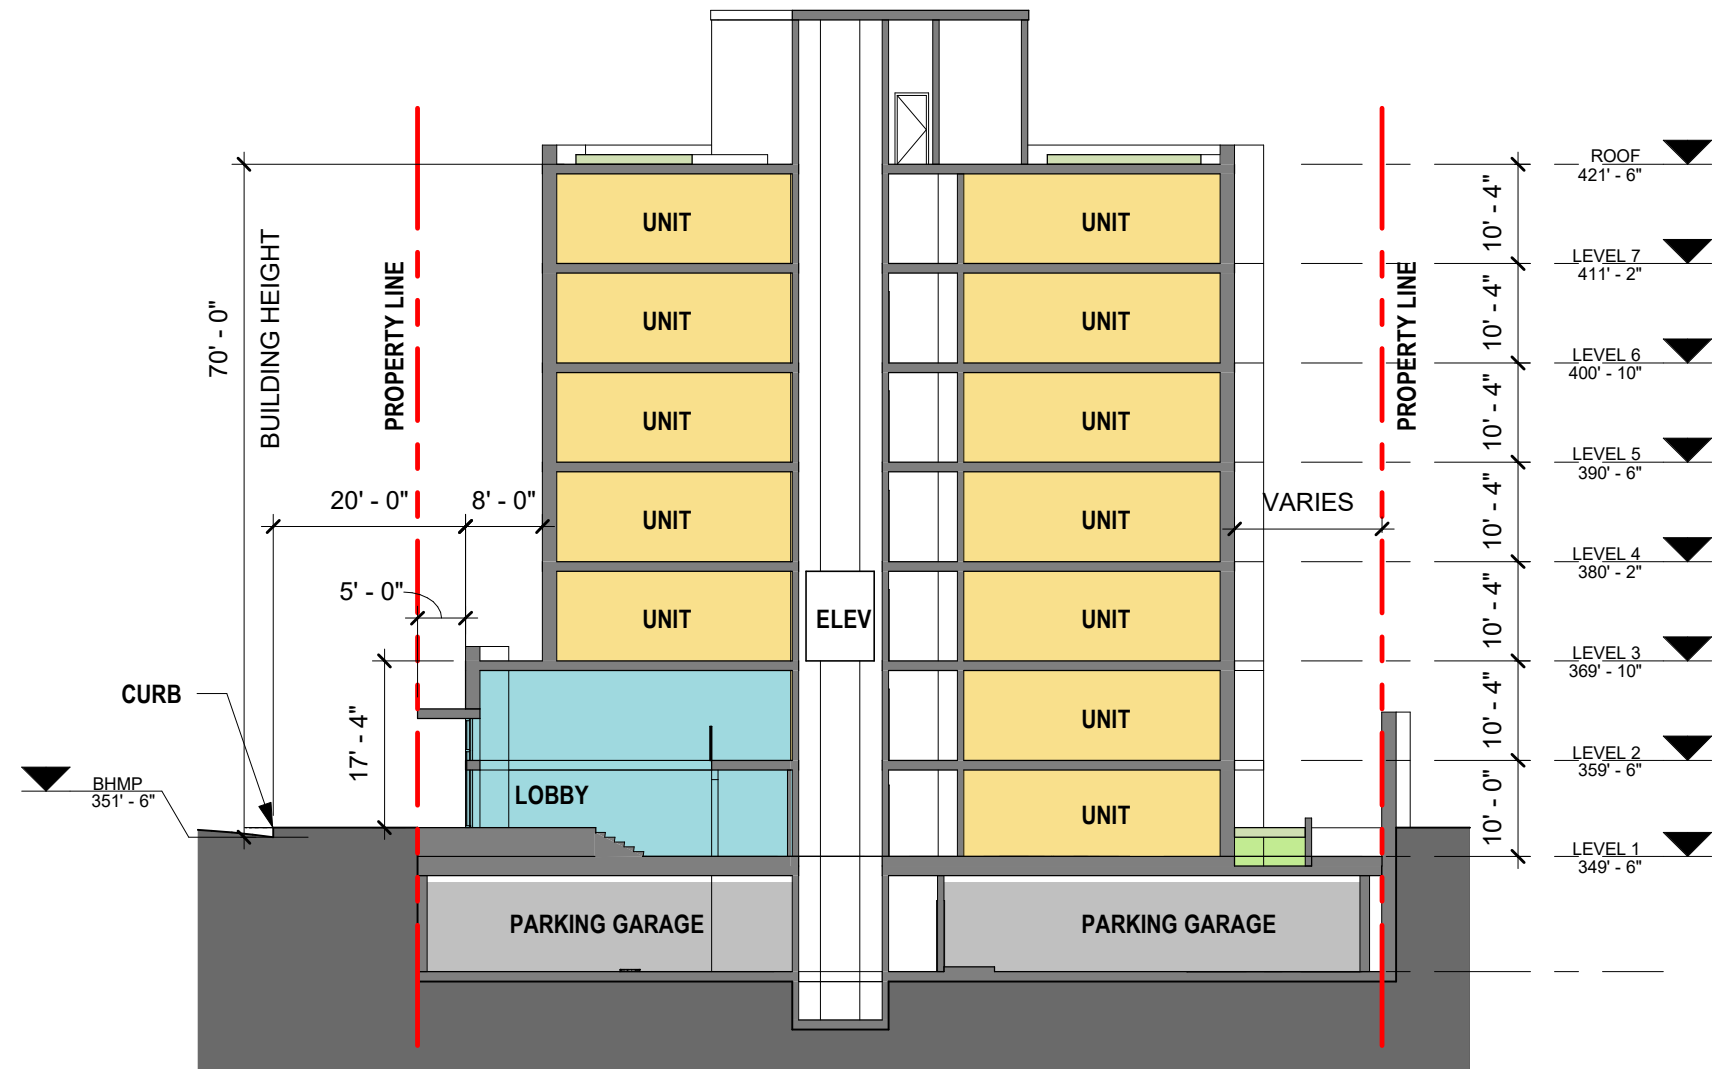 ROOF
421' - 6"
10' - 4"
UNIT
UNIT
LEVEL 7
411' - 2"
70' - 0"
BUILDING HEIGHT
PROPERTY LINE
PROPERTY LINE
10' - 4"
UNIT
UNIT
LEVEL 6
400' - 10"
10' - 4"
UNIT
UNIT
LEVEL 5
390' - 6"
20' - 0"
8' - 0"
VARIES
10' - 4"
UNIT
UNIT
LEVEL 4
380' - 2"
5' - 0"
10' - 4"
UNIT
ELEV
UNIT
LEVEL 3
369' - 10"
CURB
17' - 4"
10' - 4"
UNIT
LEVEL 2
359' - 6"
BHMP
351' - 6"
LOBBY
UNIT
10' - 0"
LEVEL 1
349' - 6"
PARKING GARAGE
PARKING GARAGE